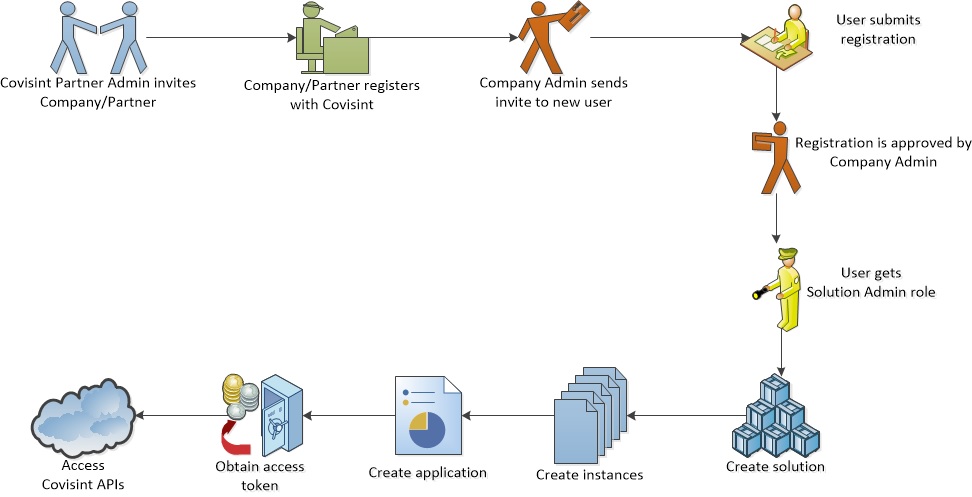 Covisint Partner Admin invites
Company/Partner
Company/Partner registers
with Covisint
Company Admin sends
invite to new user
User submits
registration
Registration is approved by
Company Admin
User gets
Solution Admin role
Create solution
Create instances
Create application
Obtain access
token
Access
Covisint APIs